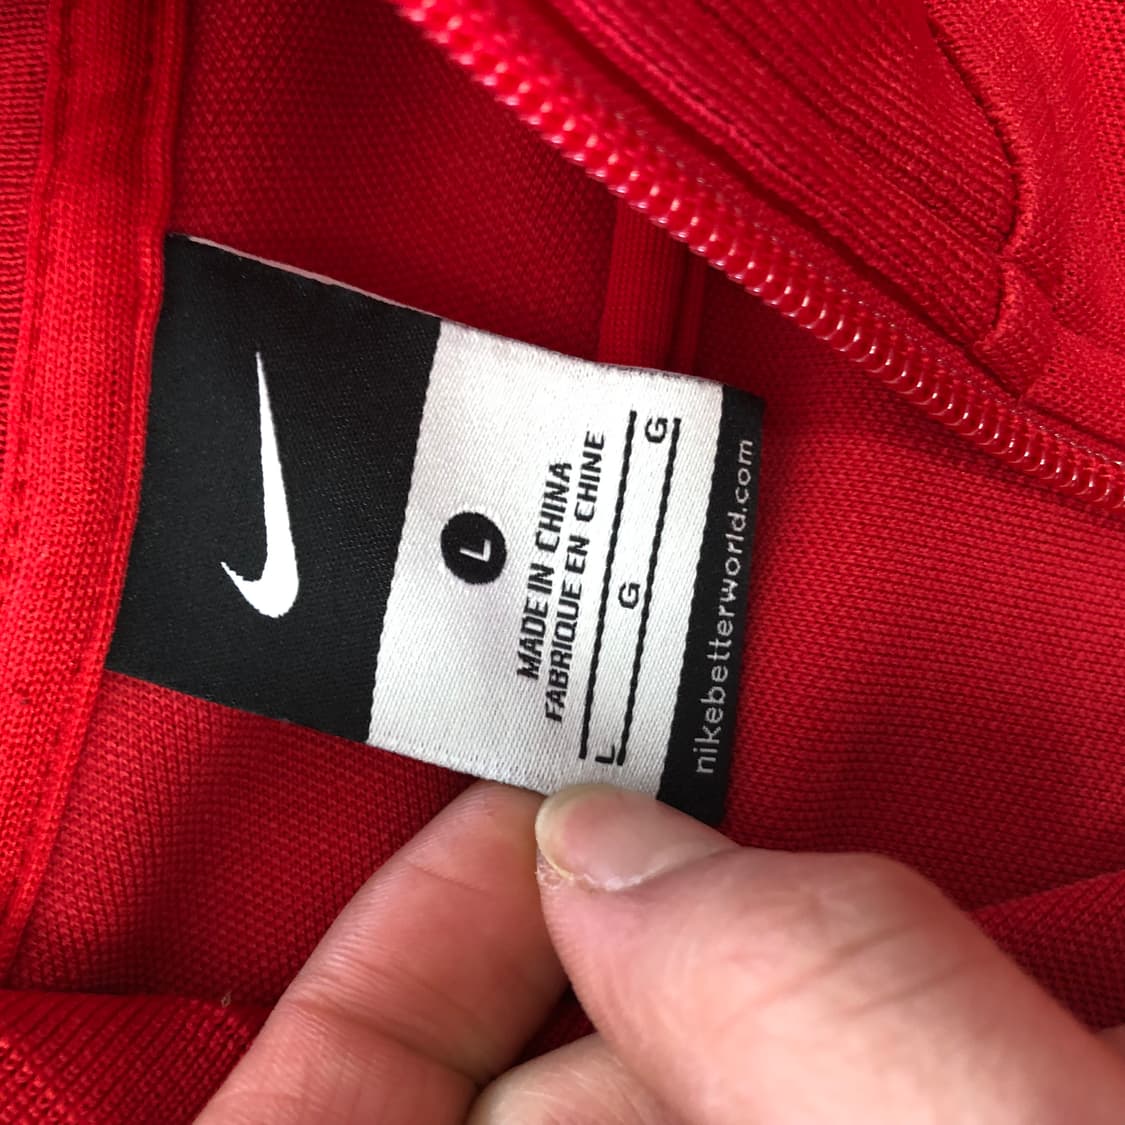 L
MADE IN CHINA
FABRIQUE EN CHINE
L G G
nikebetterworld.com